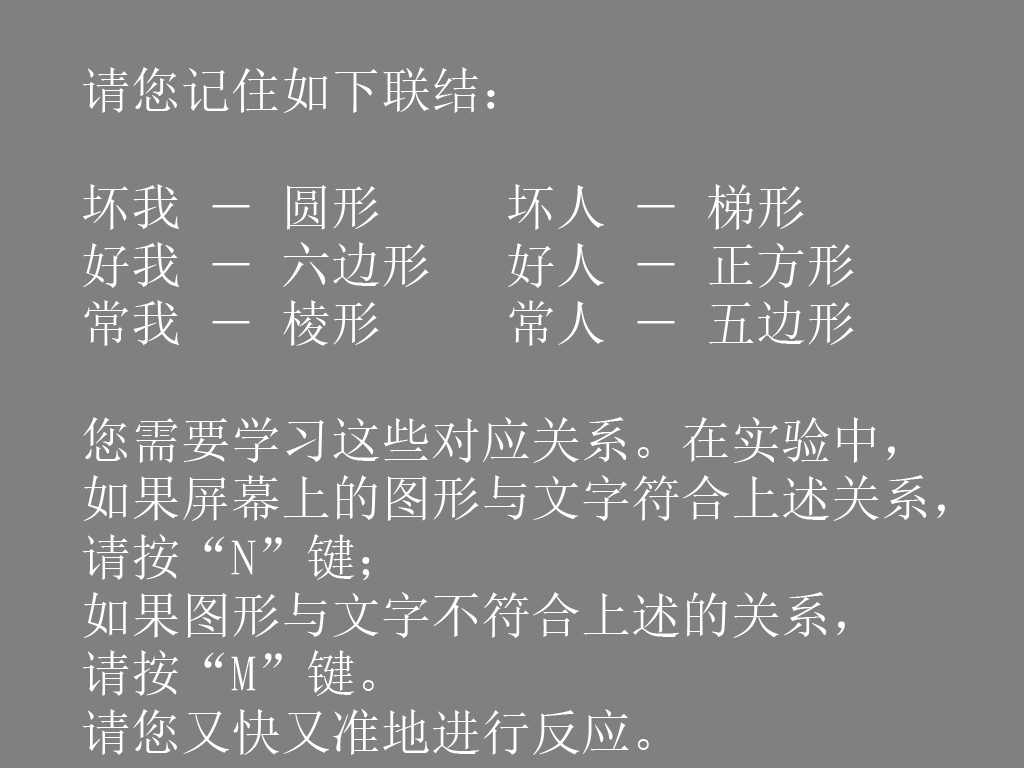 请您记住如下联结：
坏我 — 圆形 坏人 — 梯形
好我 — 六边形 好人 — 正方形
常我 — 棱形 常人 — 五边形
您需要学习这些对应关系。在实验中，
如果屏幕上的图形与文字符合上述关系，
请按“N”键；
如果图形与文字不符合上述的关系，
请按“M”键。
请您又快又准地进行反应。